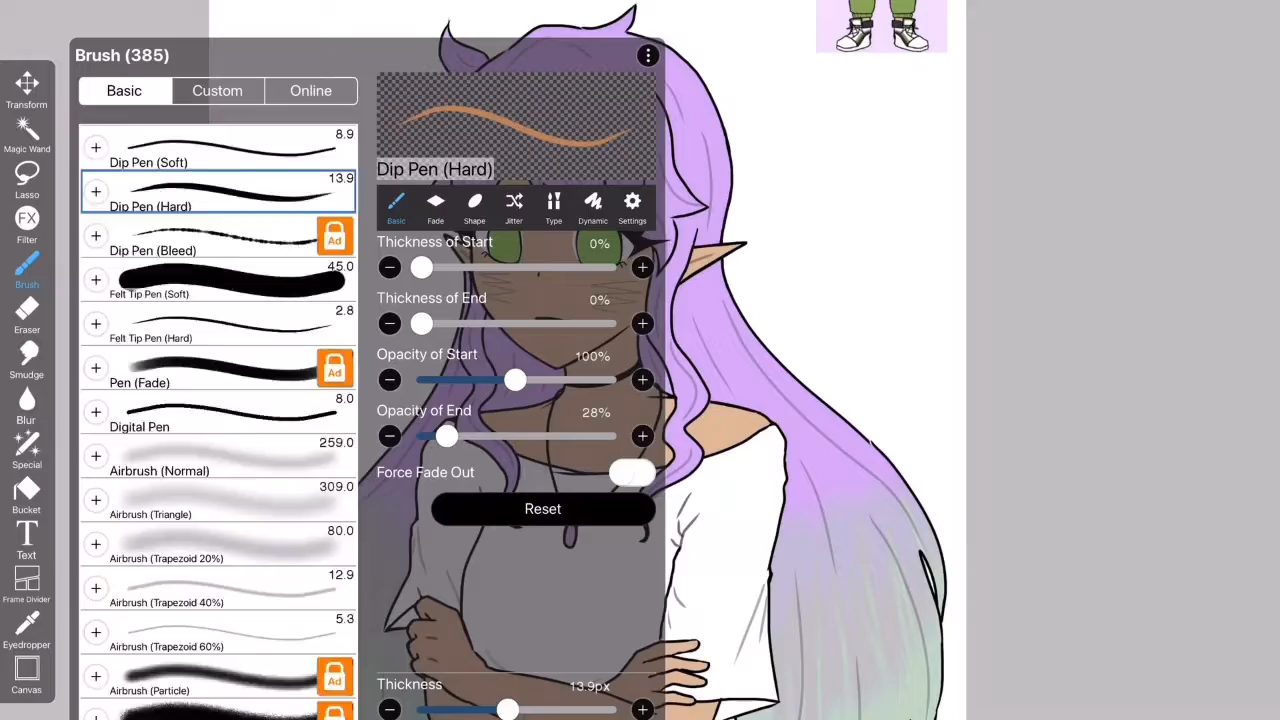 Brush (385)
Basic
Custom
Online
Transform
Magic Wand
Lasso
FX
Filter
Brush
Eraser
Smudge
Blur
Special
Bucket
T
Text
Frame Divider
Eyedropper
Canvas
8.9
Dip Pen (Soft)
13.9
Dip Pen (Hard)
Ad
Dip Pen (Bleed)
45.0
Felt Tip Pen (Soft)
2.8
Felt Tip Pen (Hard)
Ad
Pen (Fade)
8.0
Digital Pen
259.0
Airbrush (Normal)
309.0
Airbrush (Triangle)
80.0
Airbrush (Trapezoid 20%)
12.9
Airbrush (Trapezoid 40%)
5.3
Airbrush (Trapezoid 60%)
Ad
Airbrush (Particle)
Dip Pen (Hard)
Basic
Fade
Shape
Jitter
Type
Dynamic
Settings
Thickness of Start 0%
Thickness of End 0%
Opacity of Start 100%
Opacity of End 28%
Force Fade Out
Reset
Thickness 13.9px